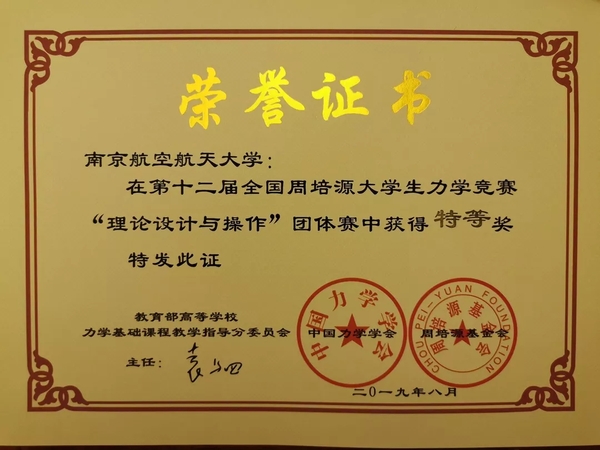 荣誉证书
南京航空航天大学：
在第十二届全国周培源大学生力学竞赛
“理论设计与操作”团体赛中获得 特等 奖
特发此证
教育部高等学校
力学基础课程教学指导分委员会
中国力学学会
周培源基金会
主任：
中国力学学会
CHOU PEI-YUAN FOUNDATION
周培源基金会
二〇一九年八月